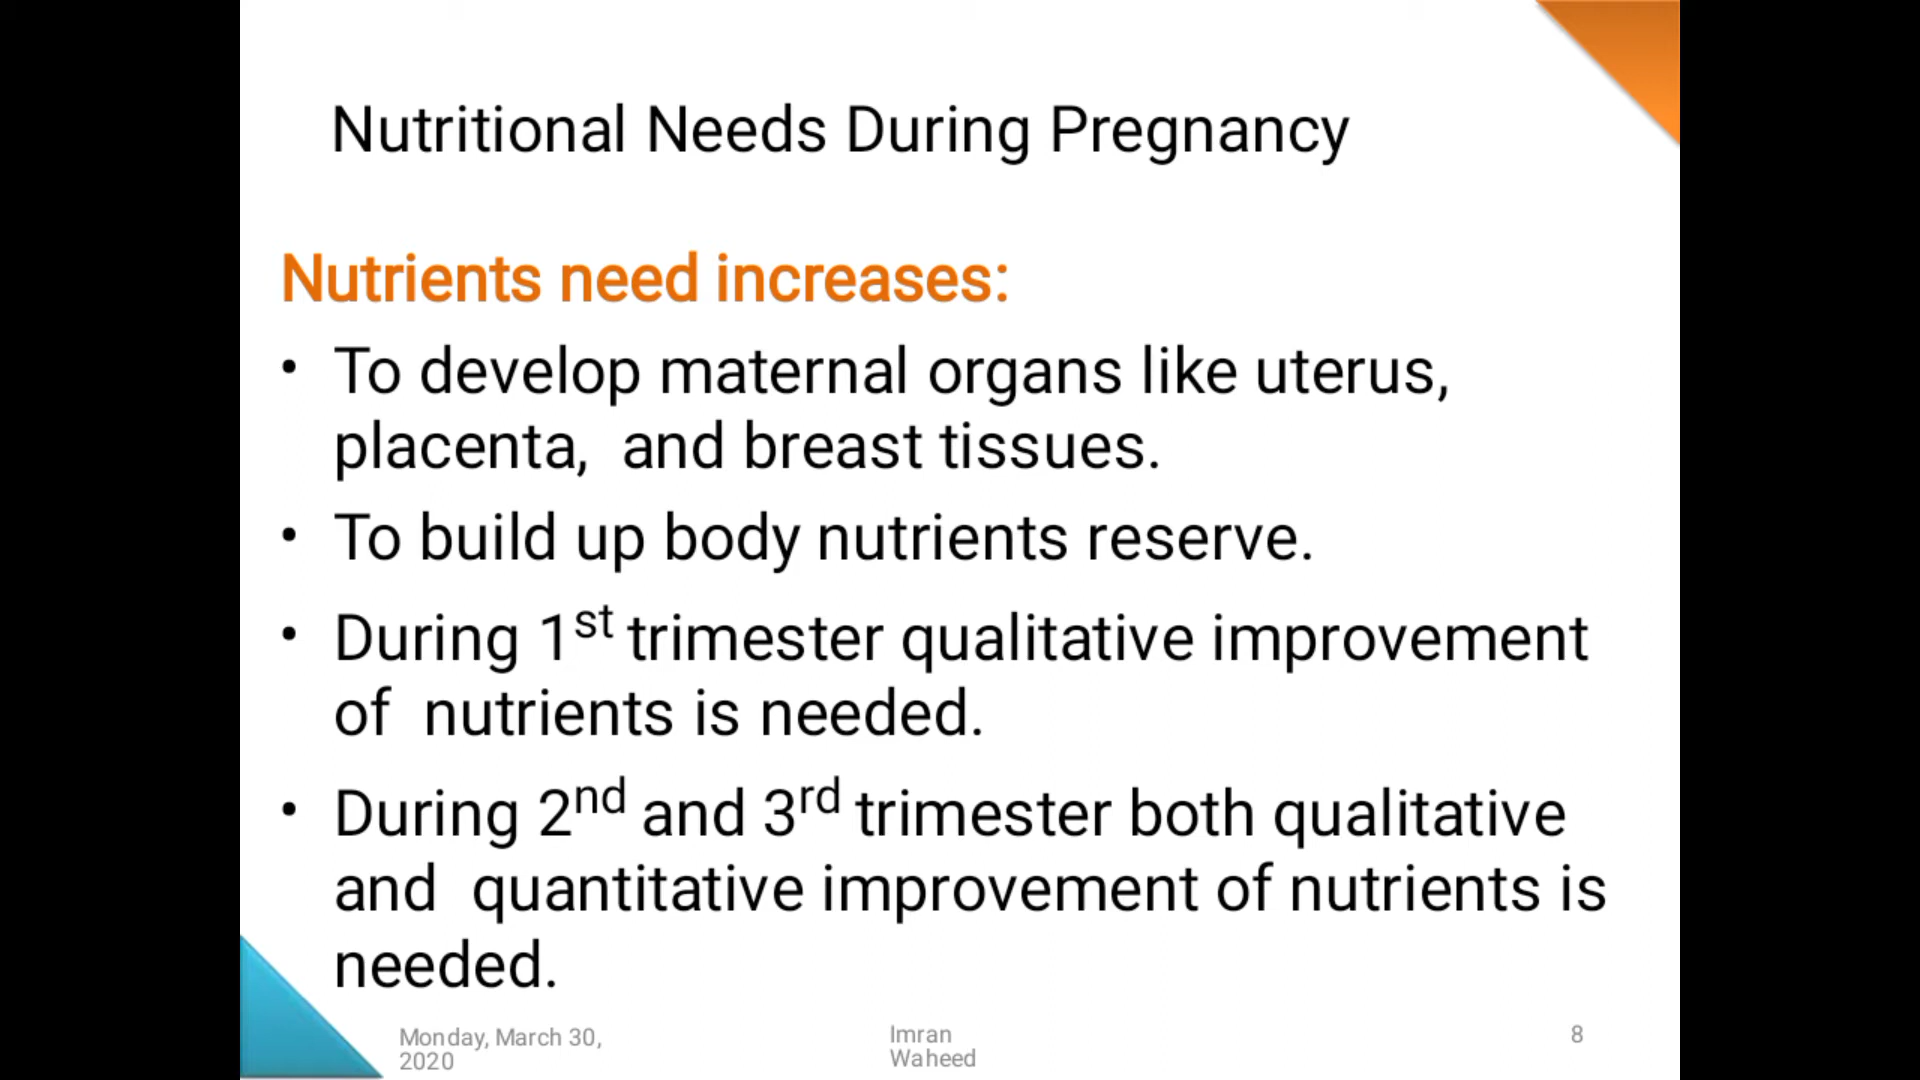 Nutritional Needs During Pregnancy
Nutrients need increases:
• To develop maternal organs like uterus,
placenta,  and breast tissues.
• To build up body nutrients reserve.
• During 1st trimester qualitative improvement
of  nutrients is needed.
• During 2nd and 3rd trimester both qualitative
and  quantitative improvement of nutrients is
needed.
Monday, March 30,
2020
Imran
Waheed
8